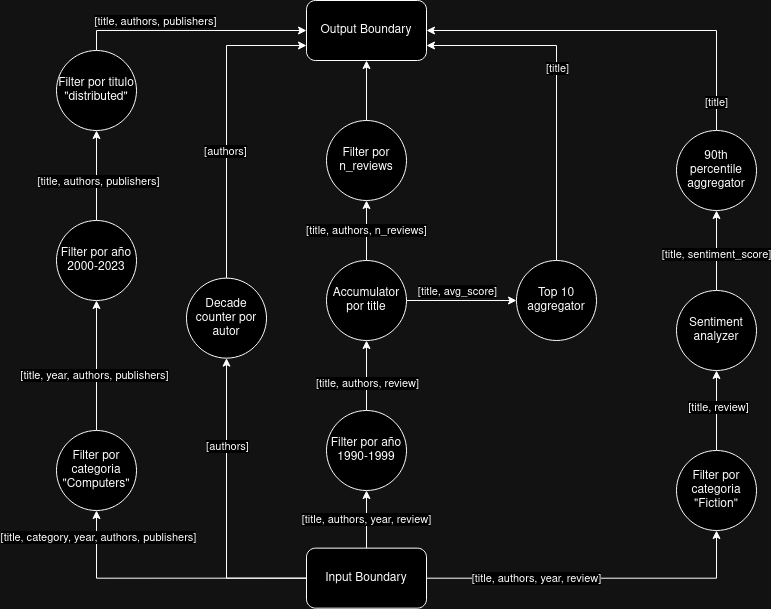 [title, authors, publishers]
Output Boundary
[title]
Filter por titulo
"distributed"
[title]
[authors]
Filter por
n_reviews
90th
percentile
aggregator
[title, authors, publishers]
[title, authors, n_reviews]
Filter por año
2000-2023
[title, sentiment_score]
Decade
counter por
autor
Accumulator
por title
[title, avg_score]
Top 10
aggregator
Sentiment
analyzer
[title, year, authors, publishers]
[title, authors, review]
[title, review]
Filter por
categoria
"Computers"
[authors]
Filter por año
1990-1999
Filter por
categoria
"Fiction"
[title, category, year, authors, publishers]
[title, authors, year, review]
Input Boundary
[title, authors, year, review]